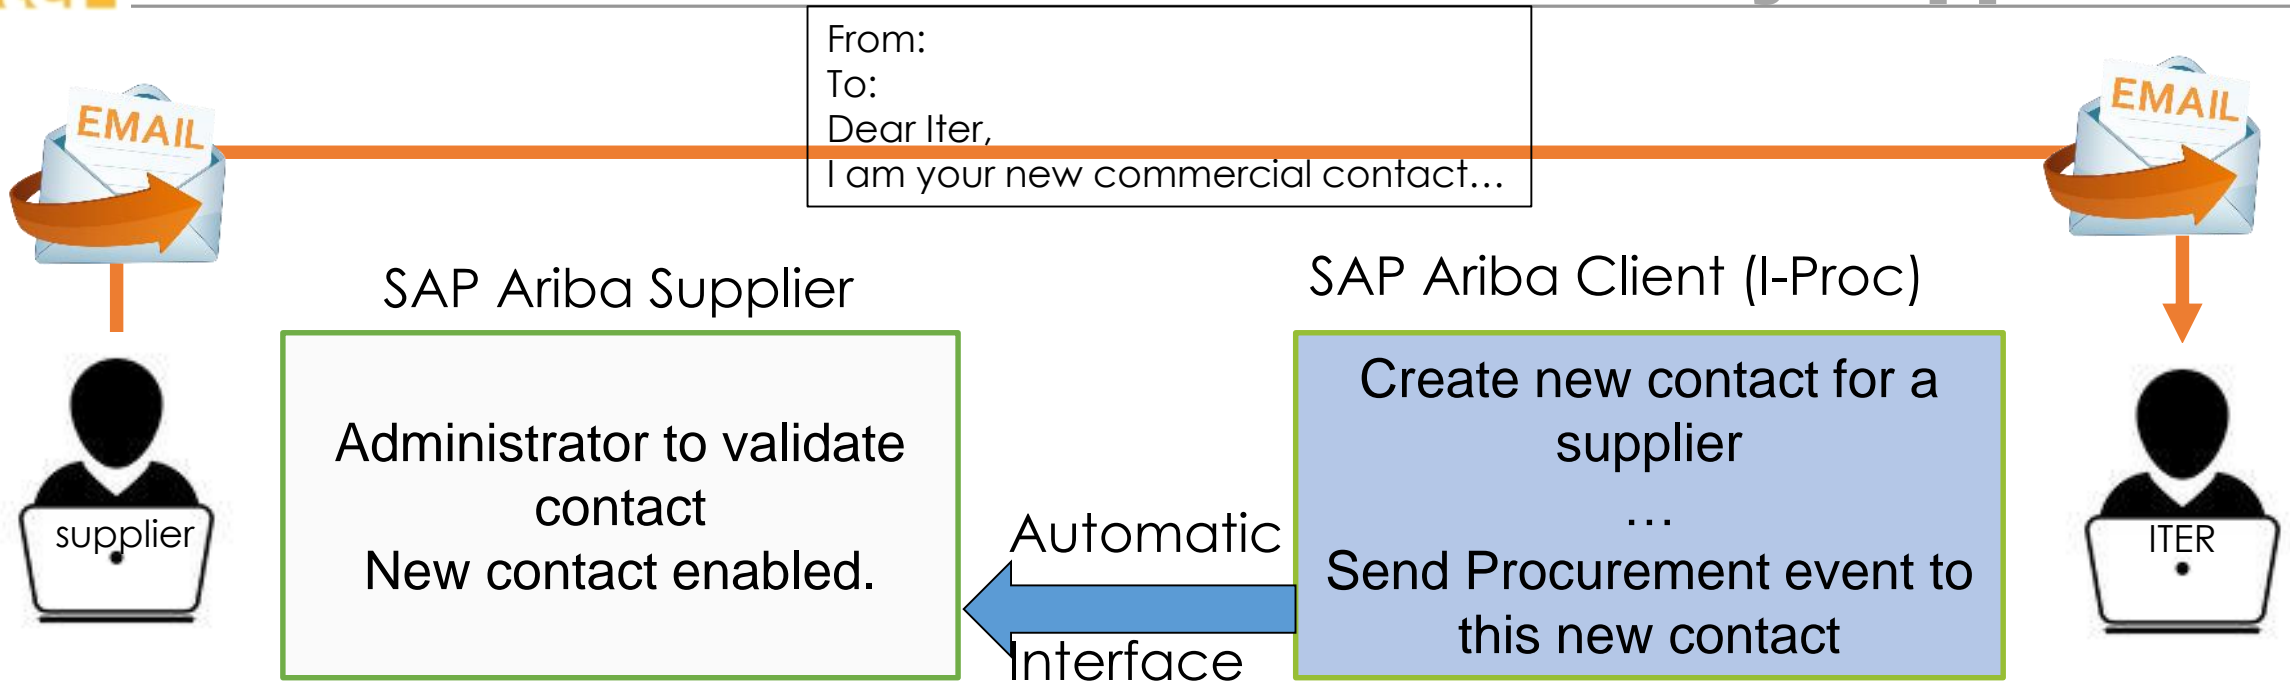 From:
To:
Dear Iter,
I am your new commercial contact...
EMAIL
EMAIL
SAP Ariba Supplier
SAP Ariba Client (I-Proc)
Administrator to validate
contact
New contact enabled.
Create new contact for a
supplier
...
Send Procurement event to
this new contact
Automatic
Interface
supplier
ITER